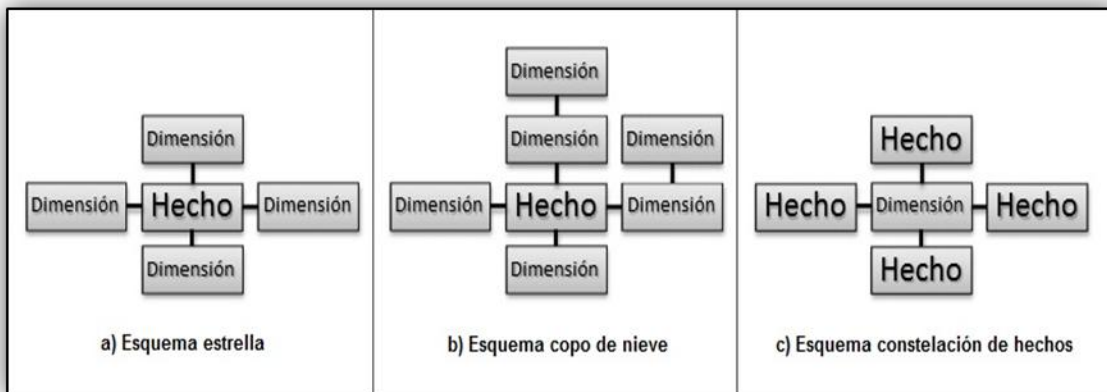 Dimensión
Dimensión
Hecho
Dimensión
Dimensión
a) Esquema estrella
Dimensión
Dimensión
Dimensión
Dimensión
Hecho
Dimensión
Dimensión
b) Esquema copo de nieve
Hecho
Hecho
Dimensión
Hecho
Hecho
c) Esquema constelación de hechos